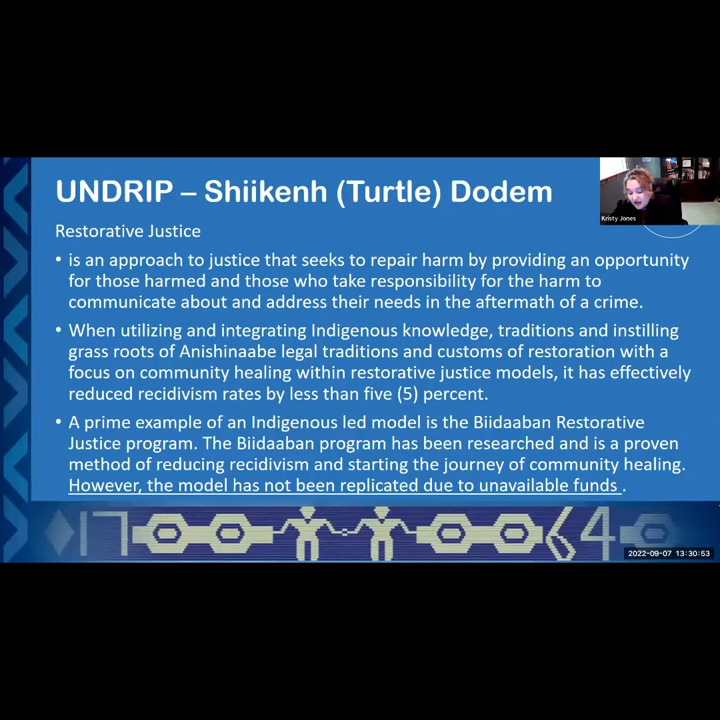 UNDRIP – Shiikenh (Turtle) Dodem
Kristy Jones
Restorative Justice
• is an approach to justice that seeks to repair harm by providing an opportunity
for those harmed and those who take responsibility for the harm to
communicate about and address their needs in the aftermath of a crime.
• When utilizing and integrating Indigenous knowledge, traditions and instilling
grass roots of Anishinaabe legal traditions and customs of restoration with a
focus on community healing within restorative justice models, it has effectively
reduced recidivism rates by less than five (5) percent.
• A prime example of an Indigenous led model is the Biidaaban Restorative
Justice program. The Biidaaban program has been researched and is a proven
method of reducing recidivism and starting the journey of community healing.
However, the model has not been replicated due to unavailable funds .
17 64
2022-09-07 13:30:53